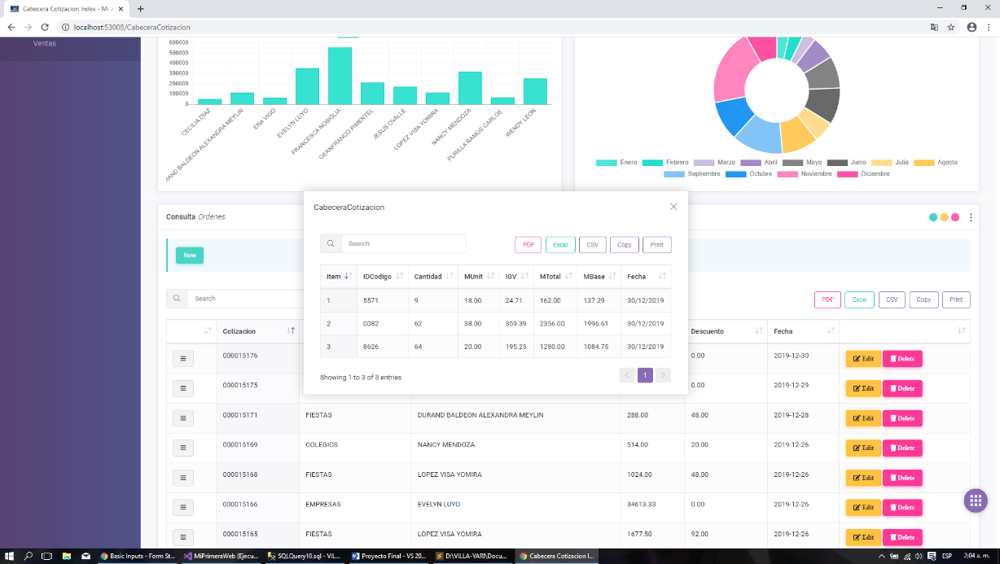 Cabecera Cotizacion Index - Mi a
localhost:53008/CabeceraCotizacion
Ventas
600000
500000
400000
300000
200000
100000
0
CECILIA DIAZ
RAND BALDEON ALEXANDRA MEYLIN
ENA VIGO
EVELYN LUYO
FRANCESCA NOSIGLIA
GEANFRANCO PIMENTEL
JESUS OVALLE
LOPEZ VISA YOMIRA
NANCY MENDOZA
PURILLA RAMOS CARLOS
WENDY LEON
Enero Febrero Marzo Abril Mayo Junio Julio Agosto
Septiembre Octubre Noviembre Diciembre
Consulta Ordenes
New
Search
PDF Excel CSV Copy Print
CabeceraCotizacion
Search
PDF Excel CSV Copy Print
Item IDCodigo Cantidad MUnit IGV MTotal MBase Fecha
1 5571 9 18.00 24.71 162.00 137.29 30/12/2019
2 0082 62 38.00 359.39 2356.00 1996.61 30/12/2019
3 8626 64 20.00 195.25 1280.00 1084.75 30/12/2019
Showing 1 to 3 of 3 entries
1
Cotizacion Descuento Fecha
000015176 0.00 2019-12-30 Edit Delete
000015175 0.00 2019-12-29 Edit Delete
000015171 FIESTAS DURAND BALDEON ALEXANDRA MEYLIN 288.00 48.00 2019-12-28 Edit Delete
000015169 COLEGIOS NANCY MENDOZA 514.00 20.00 2019-12-26 Edit Delete
000015168 FIESTAS LOPEZ VISA YOMIRA 1024.00 48.00 2019-12-26 Edit Delete
000015166 EMPRESAS EVELYN LUYO 34613.33 0.00 2019-12-26 Edit Delete
000015165 FIESTAS LOPEZ VISA YOMIRA 1677.50 92.00 2019-12-26 Edit Delete
Basic Inputs - Form St... MiPrimeraWeb (Ejecu... SQLQuery10.sql - VIL... Proyecto Final - VS 20... D:\VILLA-YARI\Docu... Cabecera Cotizacion I... ESP 2:04 a. m.